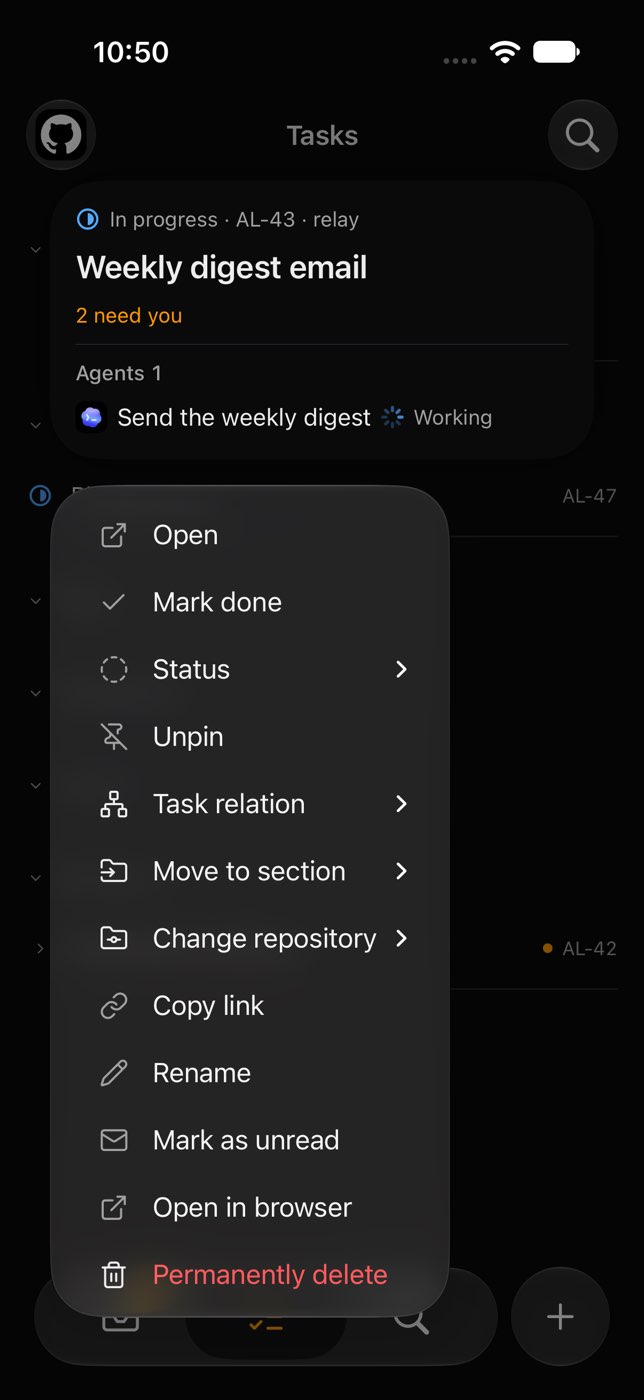 10:50
Tasks
In progress · AL-43 · relay
Weekly digest email
2 need you
Agents 1
Send the weekly digest Working
AL-47
Open
Mark done
Status
Unpin
Task relation
Move to section
Change repository
AL-42
Copy link
Rename
Mark as unread
Open in browser
Permanently delete